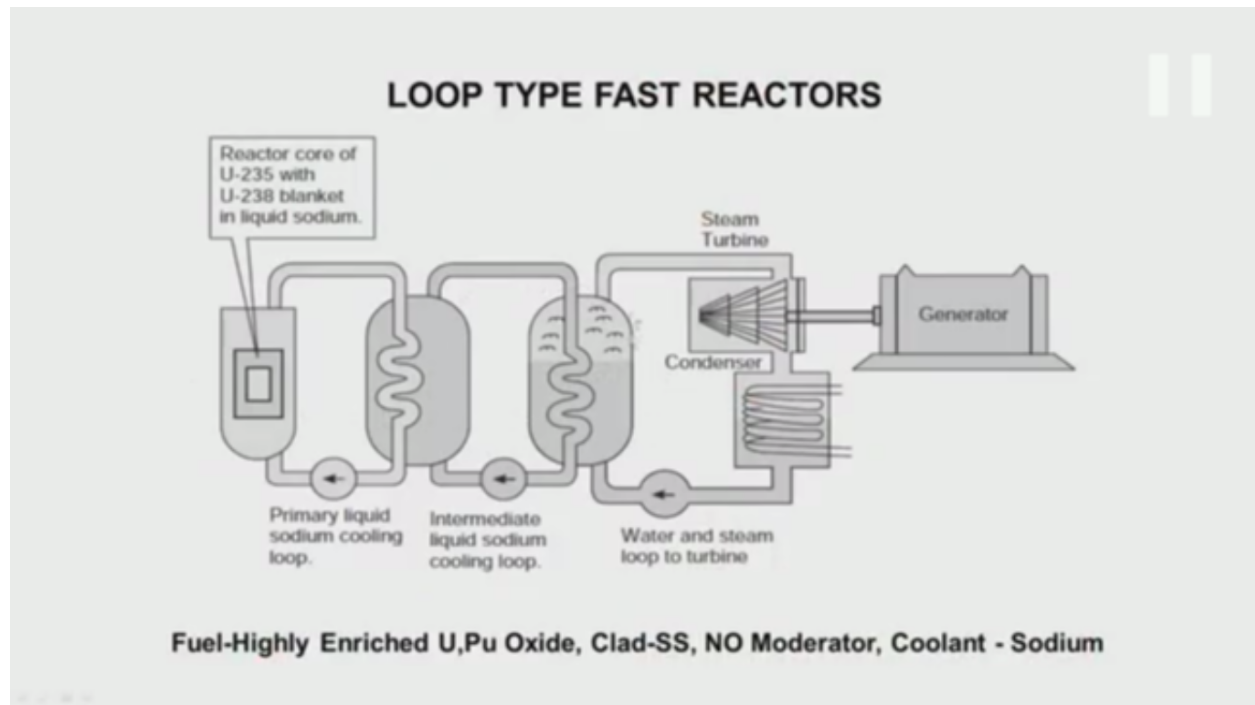 LOOP TYPE FAST REACTORS
Reactor core of
U-235 with
U-238 blanket
in liquid sodium.
Steam
Turbine
Generator
Condenser
Primary liquid
sodium cooling
loop.
Intermediate
liquid sodium
cooling loop.
Water and steam
loop to turbine
Fuel-Highly Enriched U,Pu Oxide, Clad-SS, NO Moderator, Coolant - Sodium